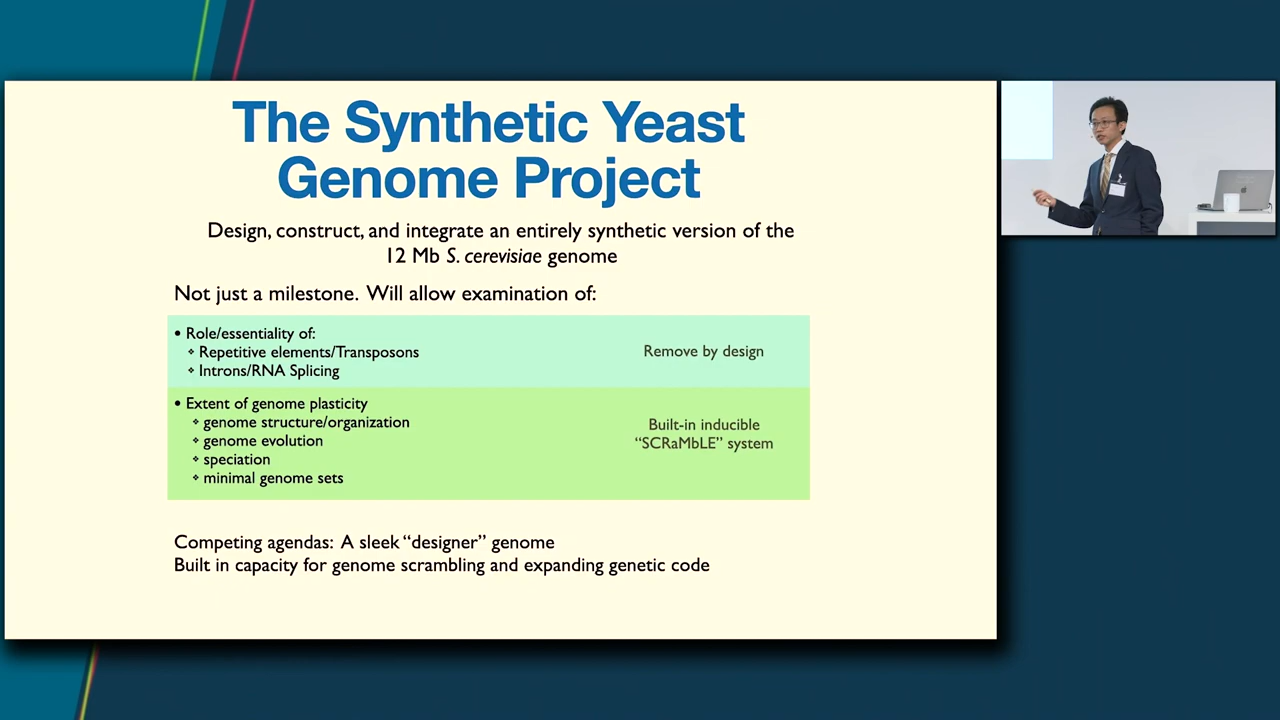 The Synthetic Yeast
Genome Project
Design, construct, and integrate an entirely synthetic version of the
12 Mb S. cerevisiae genome
Not just a milestone. Will allow examination of:
• Role/essentiality of:
❖ Repetitive elements/Transposons
❖ Introns/RNA Splicing
Remove by design
• Extent of genome plasticity
❖ genome structure/organization
❖ genome evolution
❖ speciation
❖ minimal genome sets
Built-in inducible
“SCRaMbLE” system
Competing agendas: A sleek “designer” genome
Built in capacity for genome scrambling and expanding genetic code